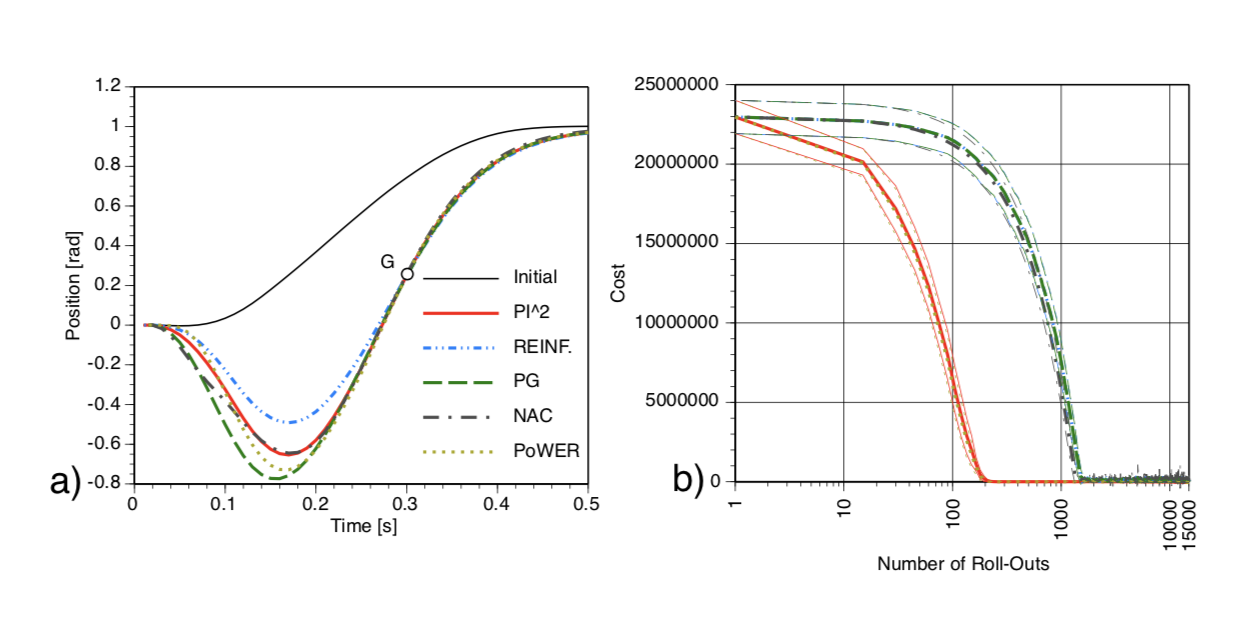 1.2
1
0.8
0.6
0.4
0.2
0
-0.2
-0.4
-0.6
-0.8
Position [rad]
0
0.1
0.2
0.3
0.4
0.5
Time [s]
a)
G
Initial
PI^2
REINF.
PG
NAC
PoWER
25000000
20000000
15000000
10000000
5000000
0
Cost
1
10
100
1000
10000
15000
Number of Roll-Outs
b)